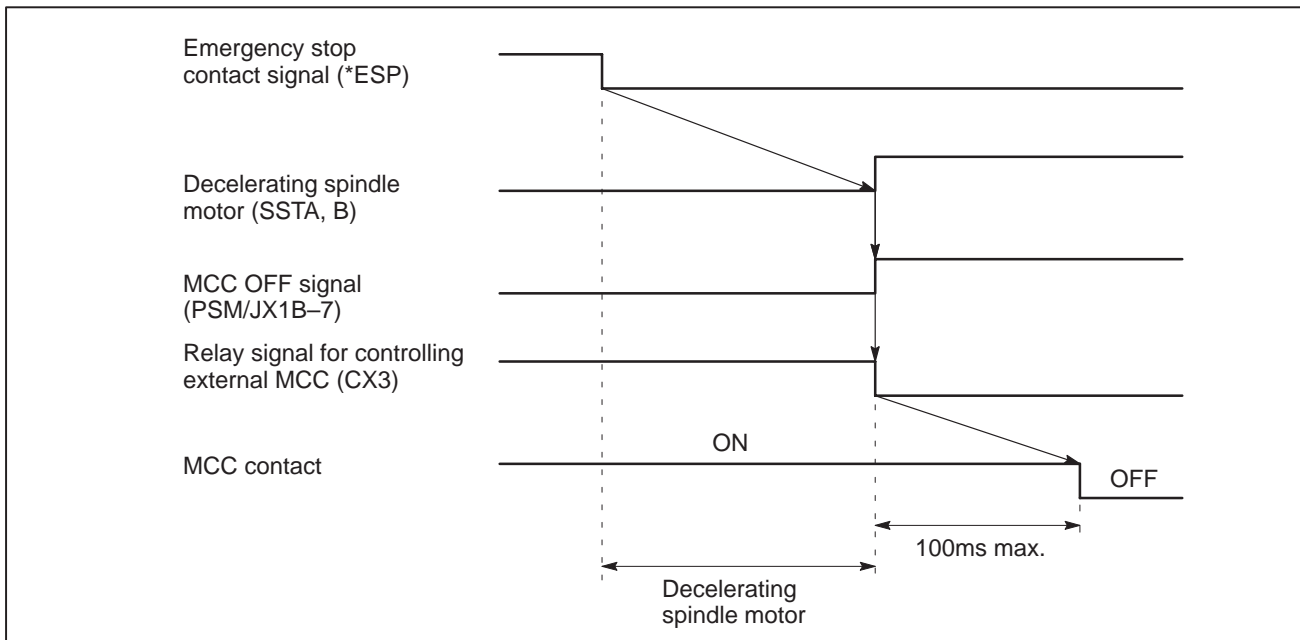 Emergency stop
contact signal (*ESP)
Decelerating spindle
motor (SSTA, B)
MCC OFF signal
(PSM/JX1B–7)
Relay signal for controlling
external MCC (CX3)
ON
MCC contact
OFF
100ms max.
Decelerating
spindle motor